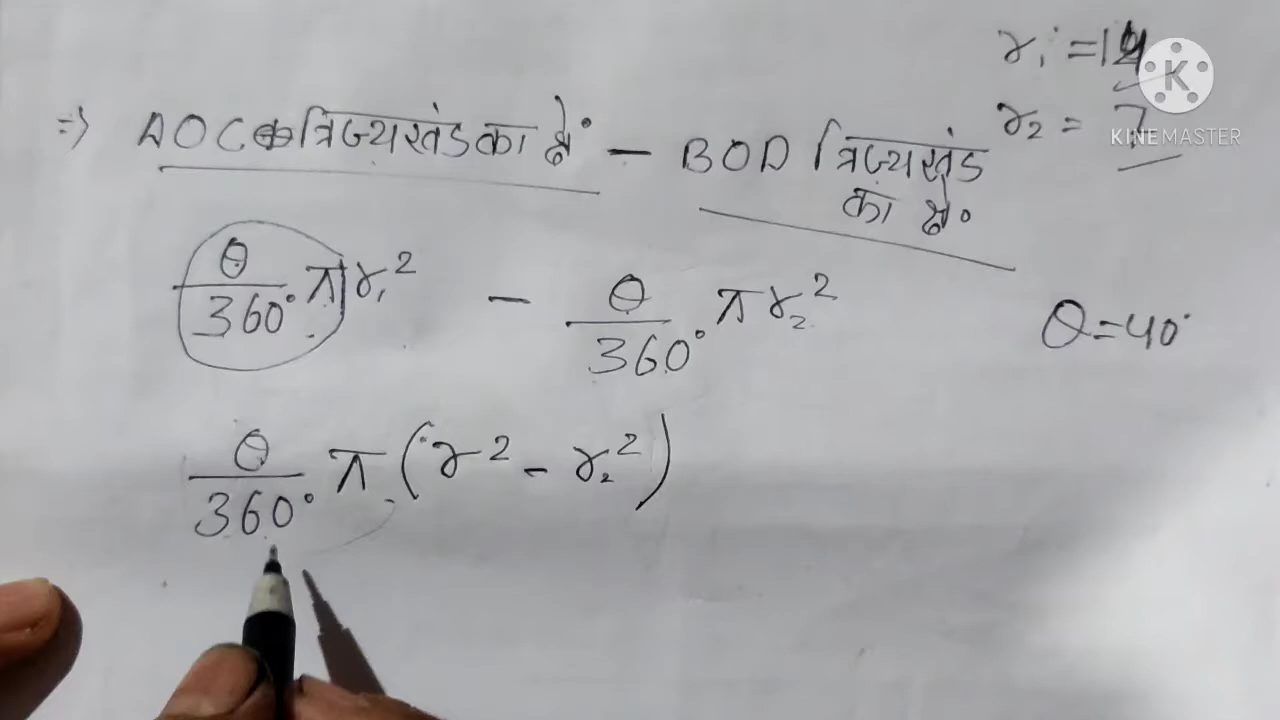 r₁ = 14
⇒ AOC त्रिज्यखंड का क्षे॰ − BOD त्रिज्यखंड
r₂ = 7
का क्षे॰
KINEMASTER
θ/360° πr₁² − θ/360° πr₂²
θ = 40°
θ/360° π (r² − r₂²)